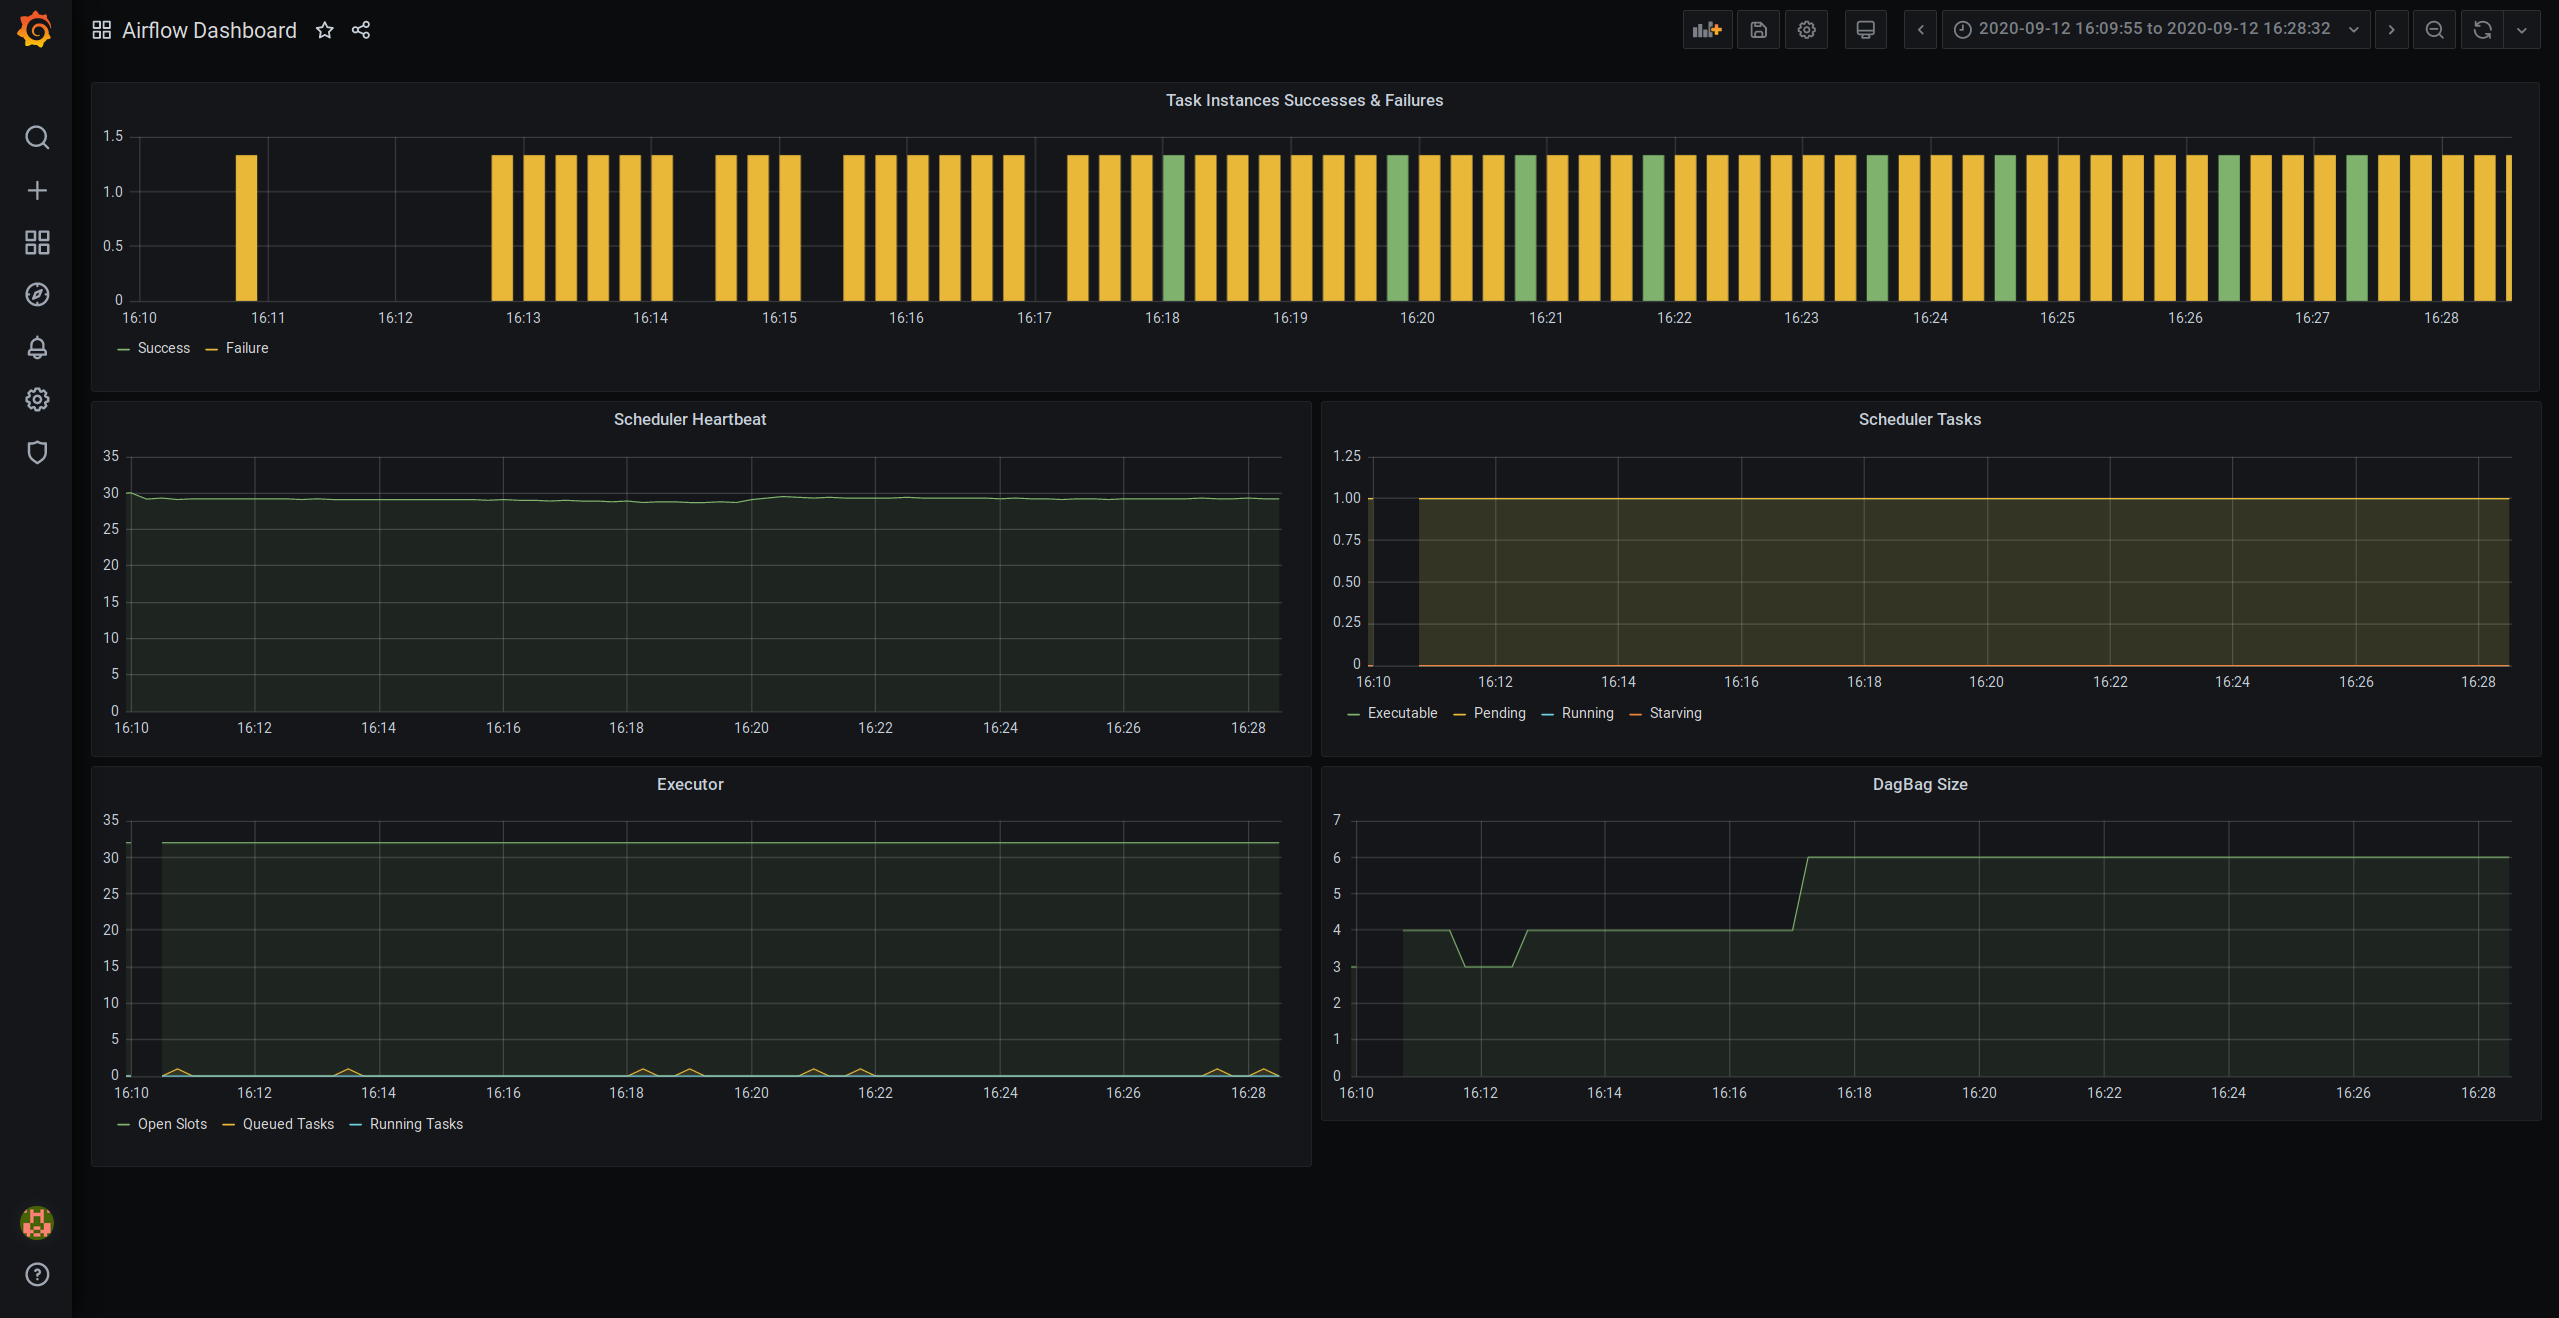 Airflow Dashboard
2020-09-12 16:09:55 to 2020-09-12 16:28:32
Task Instances Successes & Failures
1.5
1.0
0.5
0
16:10 16:11 16:12 16:13 16:14 16:15 16:16 16:17 16:18 16:19 16:20 16:21 16:22 16:23 16:24 16:25 16:26 16:27 16:28
Success Failure
Scheduler Heartbeat
35
30
25
20
15
10
5
0
16:10 16:12 16:14 16:16 16:18 16:20 16:22 16:24 16:26 16:28
Scheduler Tasks
1.25
1.00
0.75
0.50
0.25
0
16:10 16:12 16:14 16:16 16:18 16:20 16:22 16:24 16:26 16:28
Executable Pending Running Starving
Executor
35
30
25
20
15
10
5
0
16:10 16:12 16:14 16:16 16:18 16:20 16:22 16:24 16:26 16:28
Open Slots Queued Tasks Running Tasks
DagBag Size
7
6
5
4
3
2
1
0
16:10 16:12 16:14 16:16 16:18 16:20 16:22 16:24 16:26 16:28